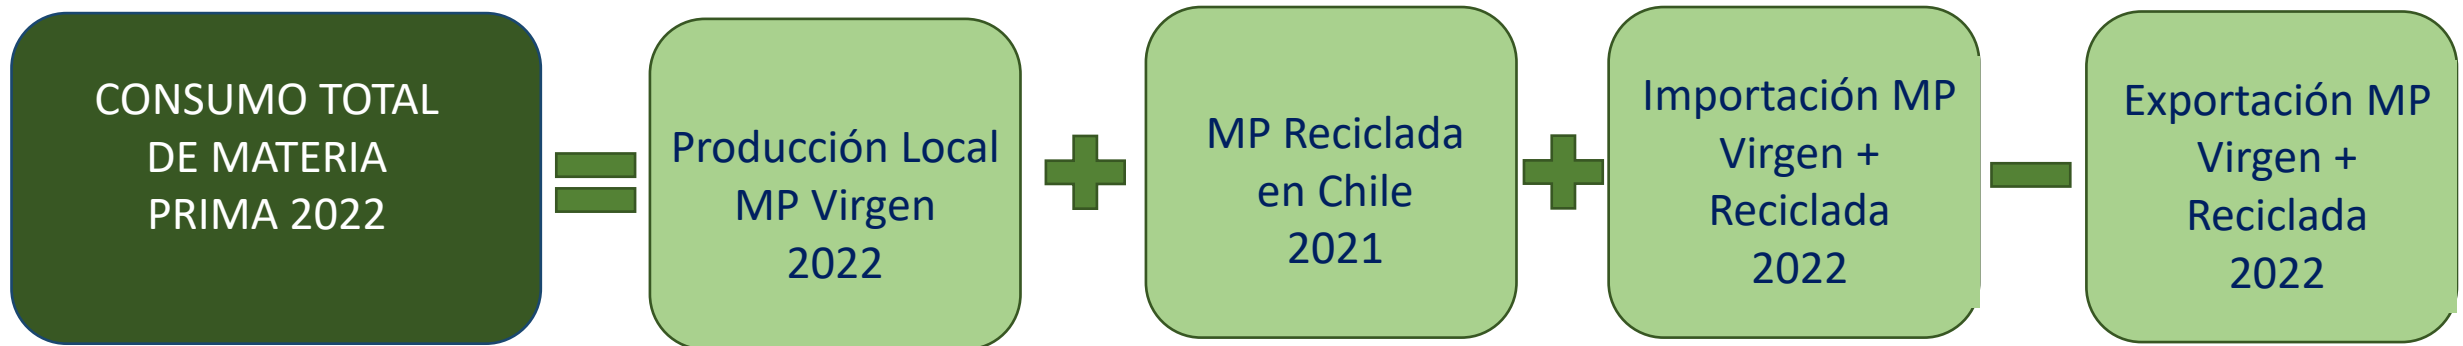 CONSUMO TOTAL
DE MATERIA
PRIMA 2022
Producción Local
MP Virgen
2022
MP Reciclada
en Chile
2021
Importación MP
Virgen +
Reciclada
2022
Exportación MP
Virgen +
Reciclada
2022